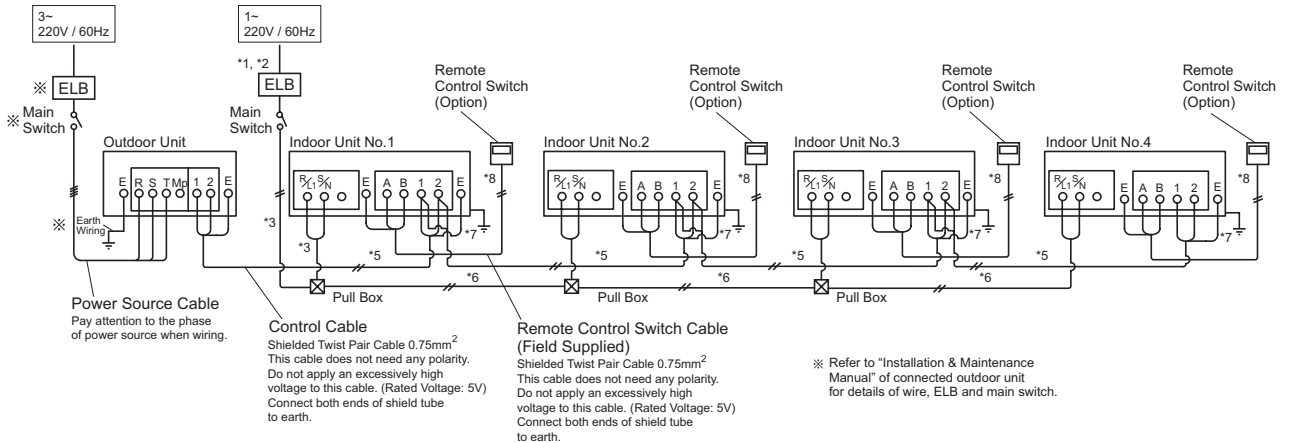 3~
220V / 60Hz
1~
220V / 60Hz
*1, *2
※ ELB
ELB
※ Main
Switch
Main
Switch
Remote
Control Switch
(Option)
Remote
Control Switch
(Option)
Remote
Control Switch
(Option)
Remote
Control Switch
(Option)
Outdoor Unit
Indoor Unit No.1
Indoor Unit No.2
Indoor Unit No.3
Indoor Unit No.4
E R S T Mp 1 2 E
R/L1 S/N E A B 1 2 E
*8
R/L1 S/N E A B 1 2 E
*8
R/L1 S/N E A B 1 2 E
*8
R/L1 S/N E A B 1 2 E
*8
※ Earth
Wiring
*3
*3
*7
*7
*7
*7
*5
*5
*5
*5
*6
*6
*6
Pull Box
Pull Box
Pull Box
Power Source Cable
Pay attention to the phase
of power source when wiring.
Control Cable
Shielded Twist Pair Cable 0.75mm²
This cable does not need any polarity.
Do not apply an excessively high
voltage to this cable. (Rated Voltage: 5V)
Connect both ends of shield tube
to earth.
Remote Control Switch Cable
(Field Supplied)
Shielded Twist Pair Cable 0.75mm²
This cable does not need any polarity.
Do not apply an excessively high
voltage to this cable. (Rated Voltage: 5V)
Connect both ends of shield tube
to earth.
※ Refer to “Installation & Maintenance
Manual” of connected outdoor unit
for details of wire, ELB and main switch.